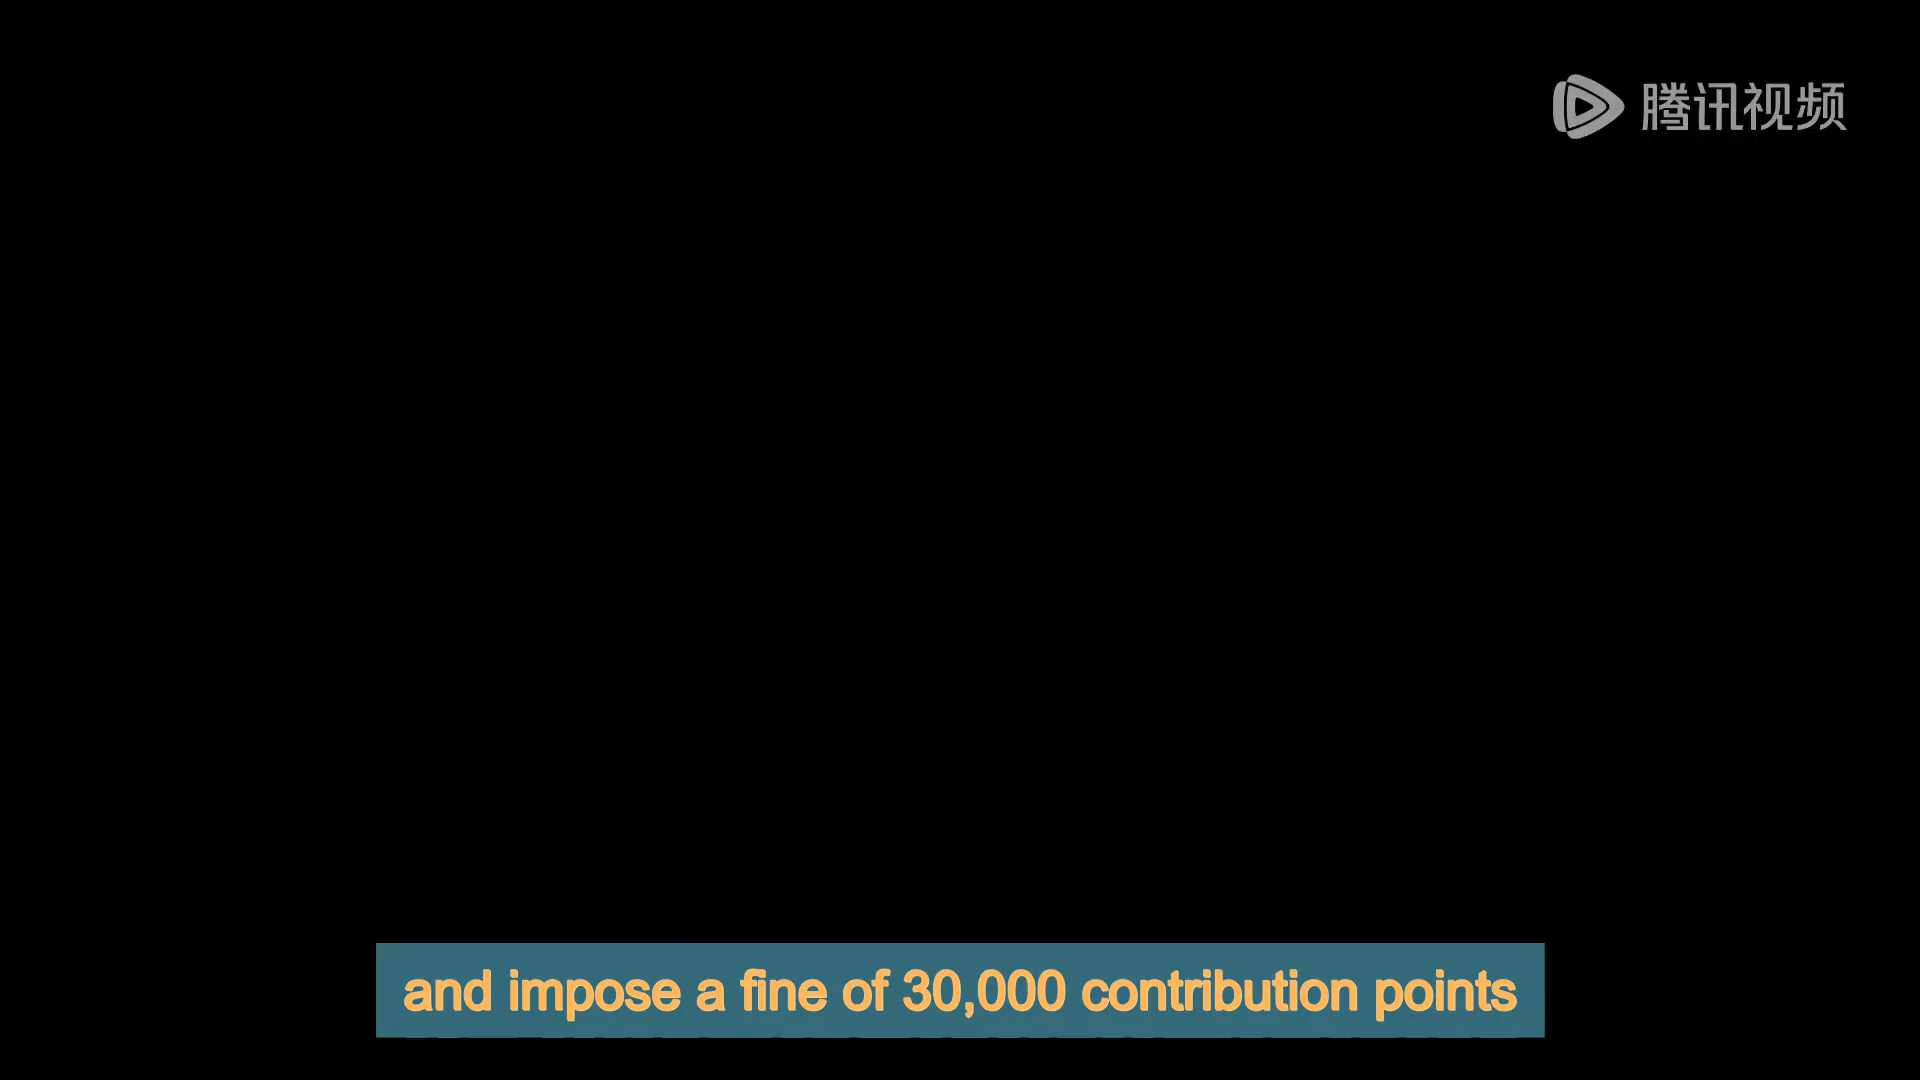 腾讯视频
and impose a fine of 30,000 contribution points